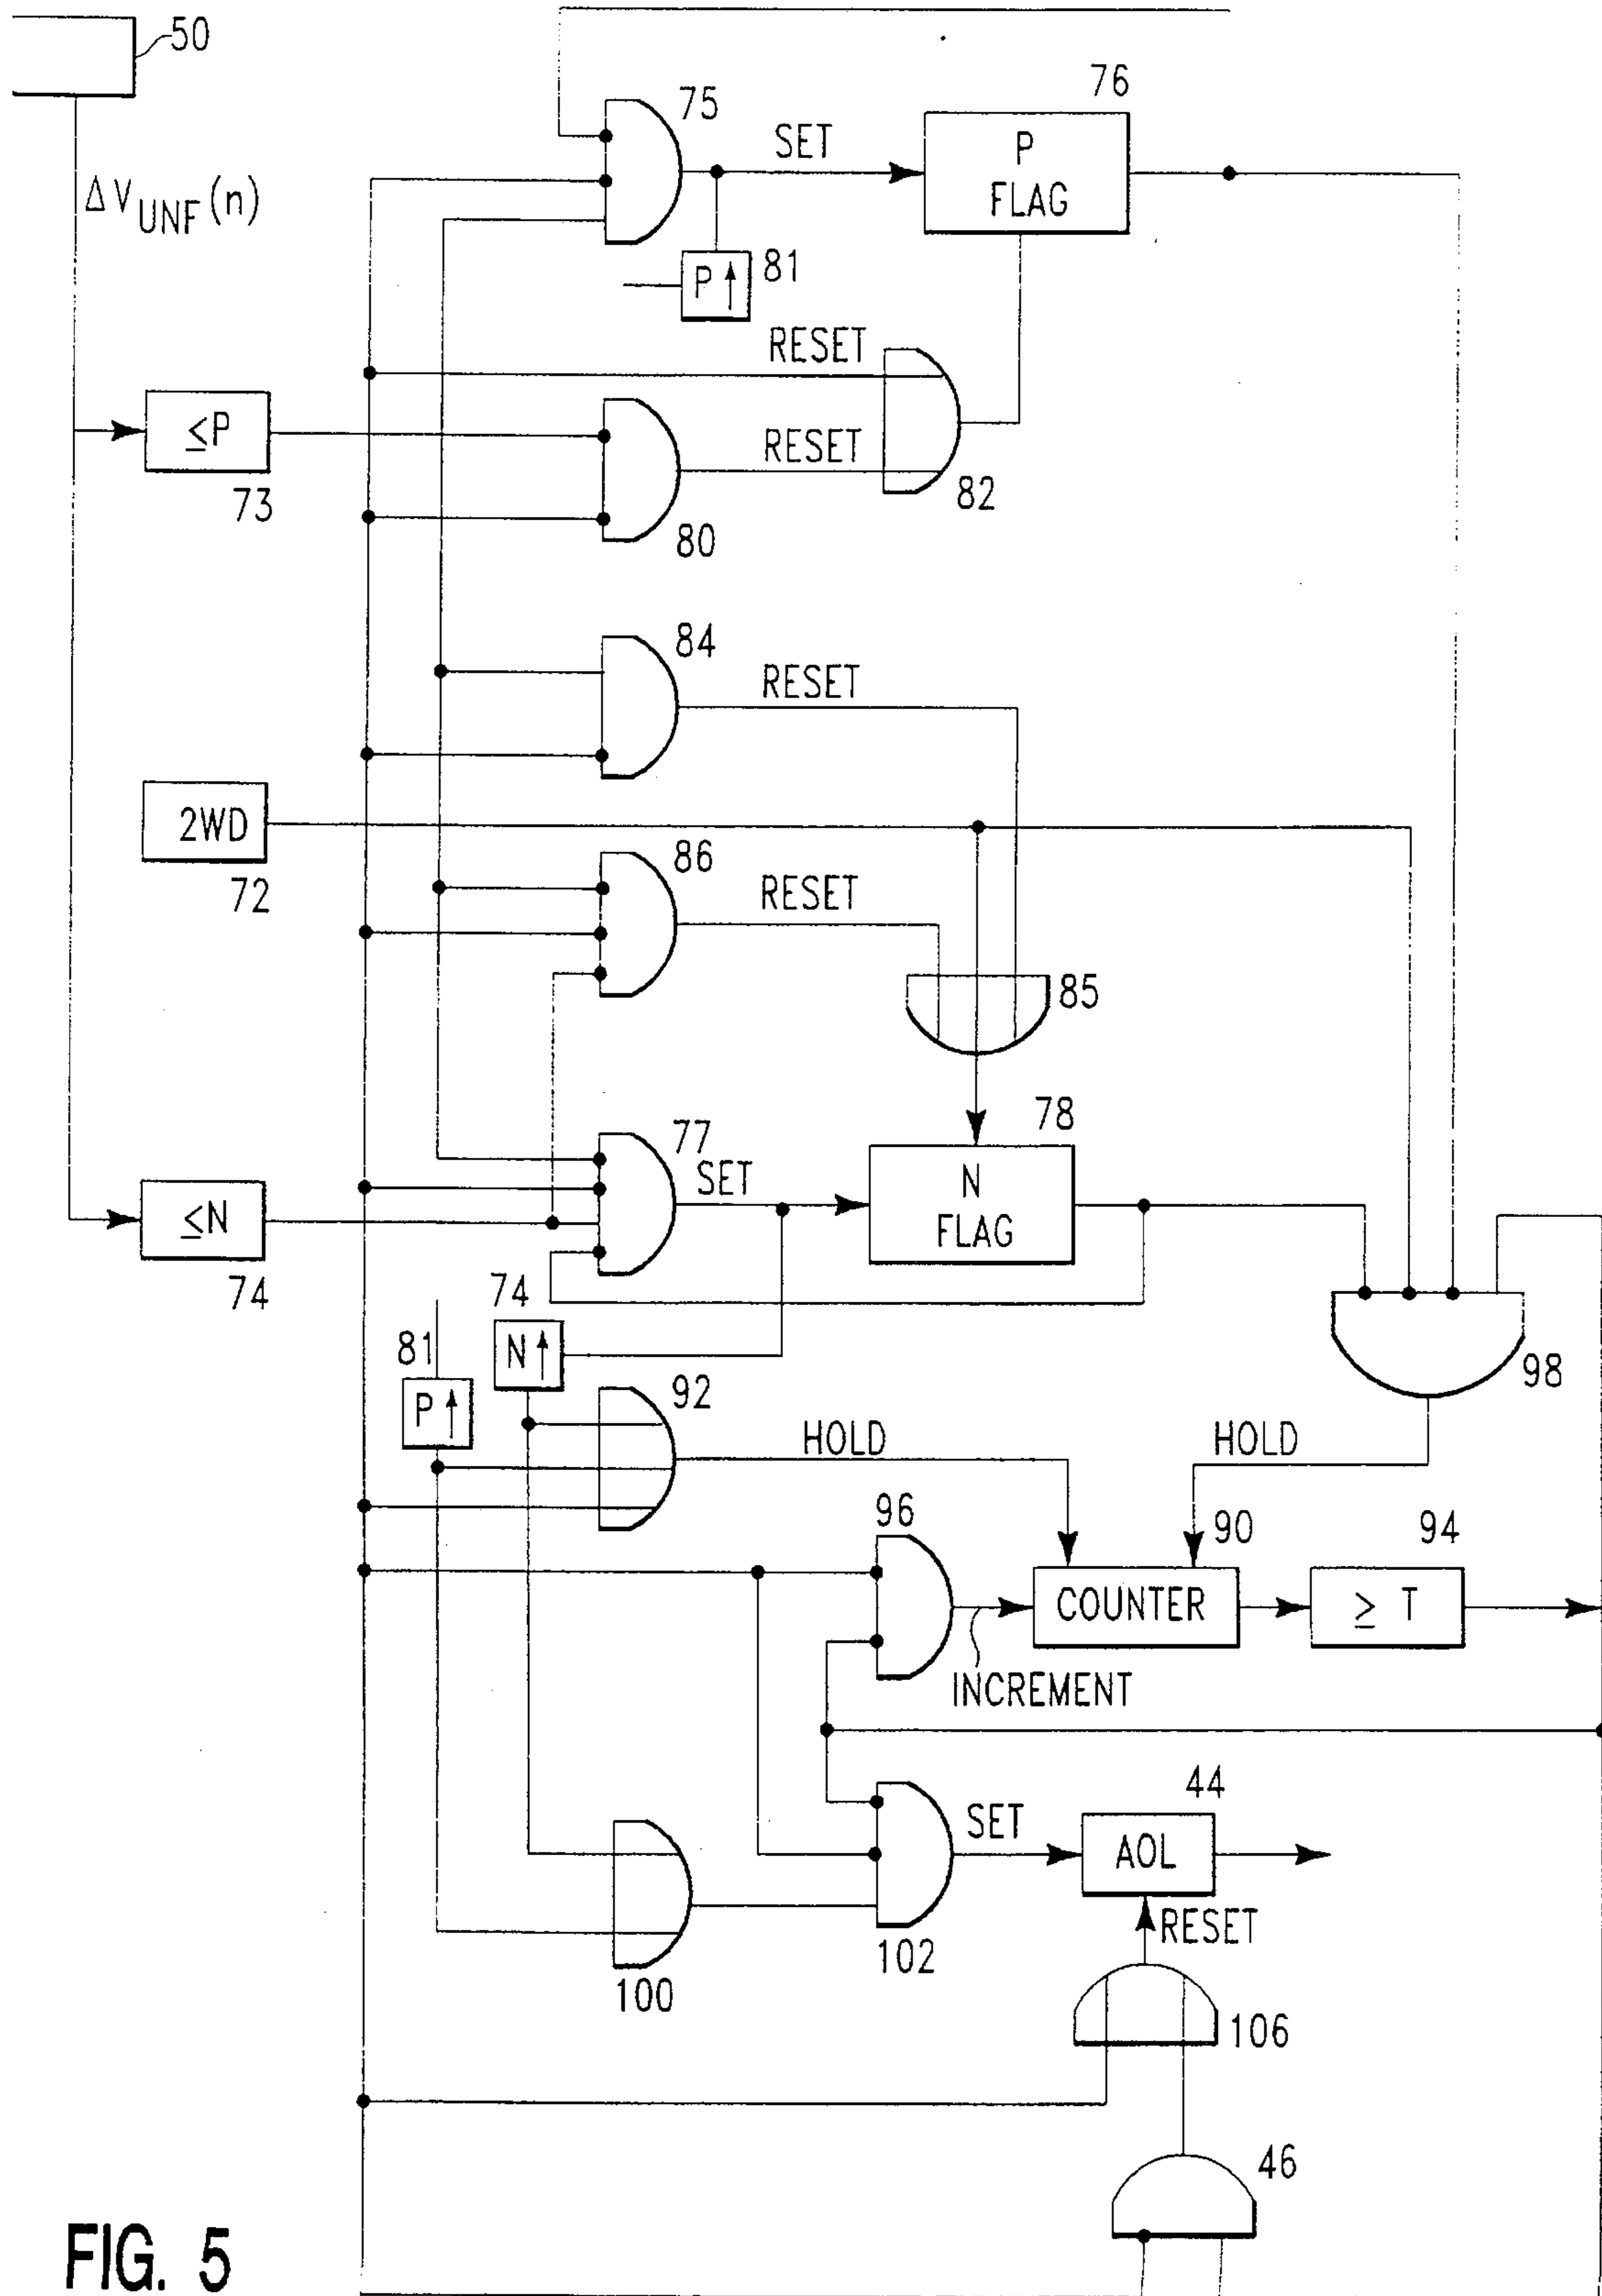 50
75
76
SET
P
FLAG
ΔV UNF (n)
P↑ 81
RESET
≤P
73
RESET
82
80
84
RESET
2WD
72
86
RESET
85
77
SET
78
N
FLAG
≤N
74
74
N↑
81
P↑
92
HOLD
HOLD
98
96
90
94
COUNTER
≥ T
INCREMENT
44
SET
AOL
RESET
102
100
106
46
FIG. 5